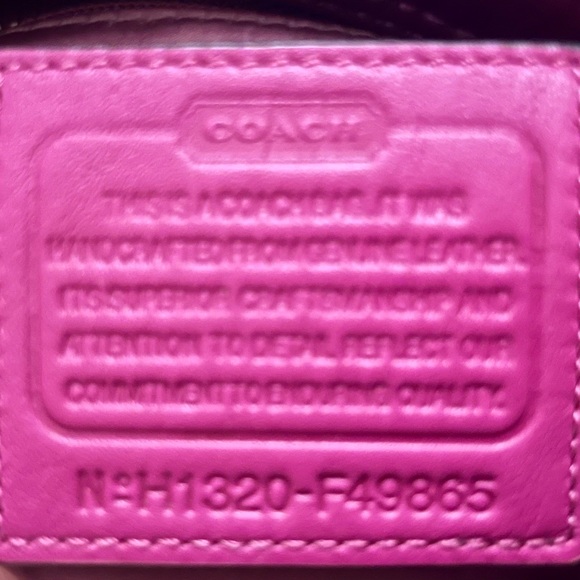 COACH
THIS IS A COACH BAG. IT WAS
HANDCRAFTED FROM GENUINE LEATHER.
ITS SUPERIOR CRAFTSMANSHIP AND
ATTENTION TO DETAIL REFLECT OUR
COMMITMENT TO ENDURING QUALITY.
Nº H1320-F49865